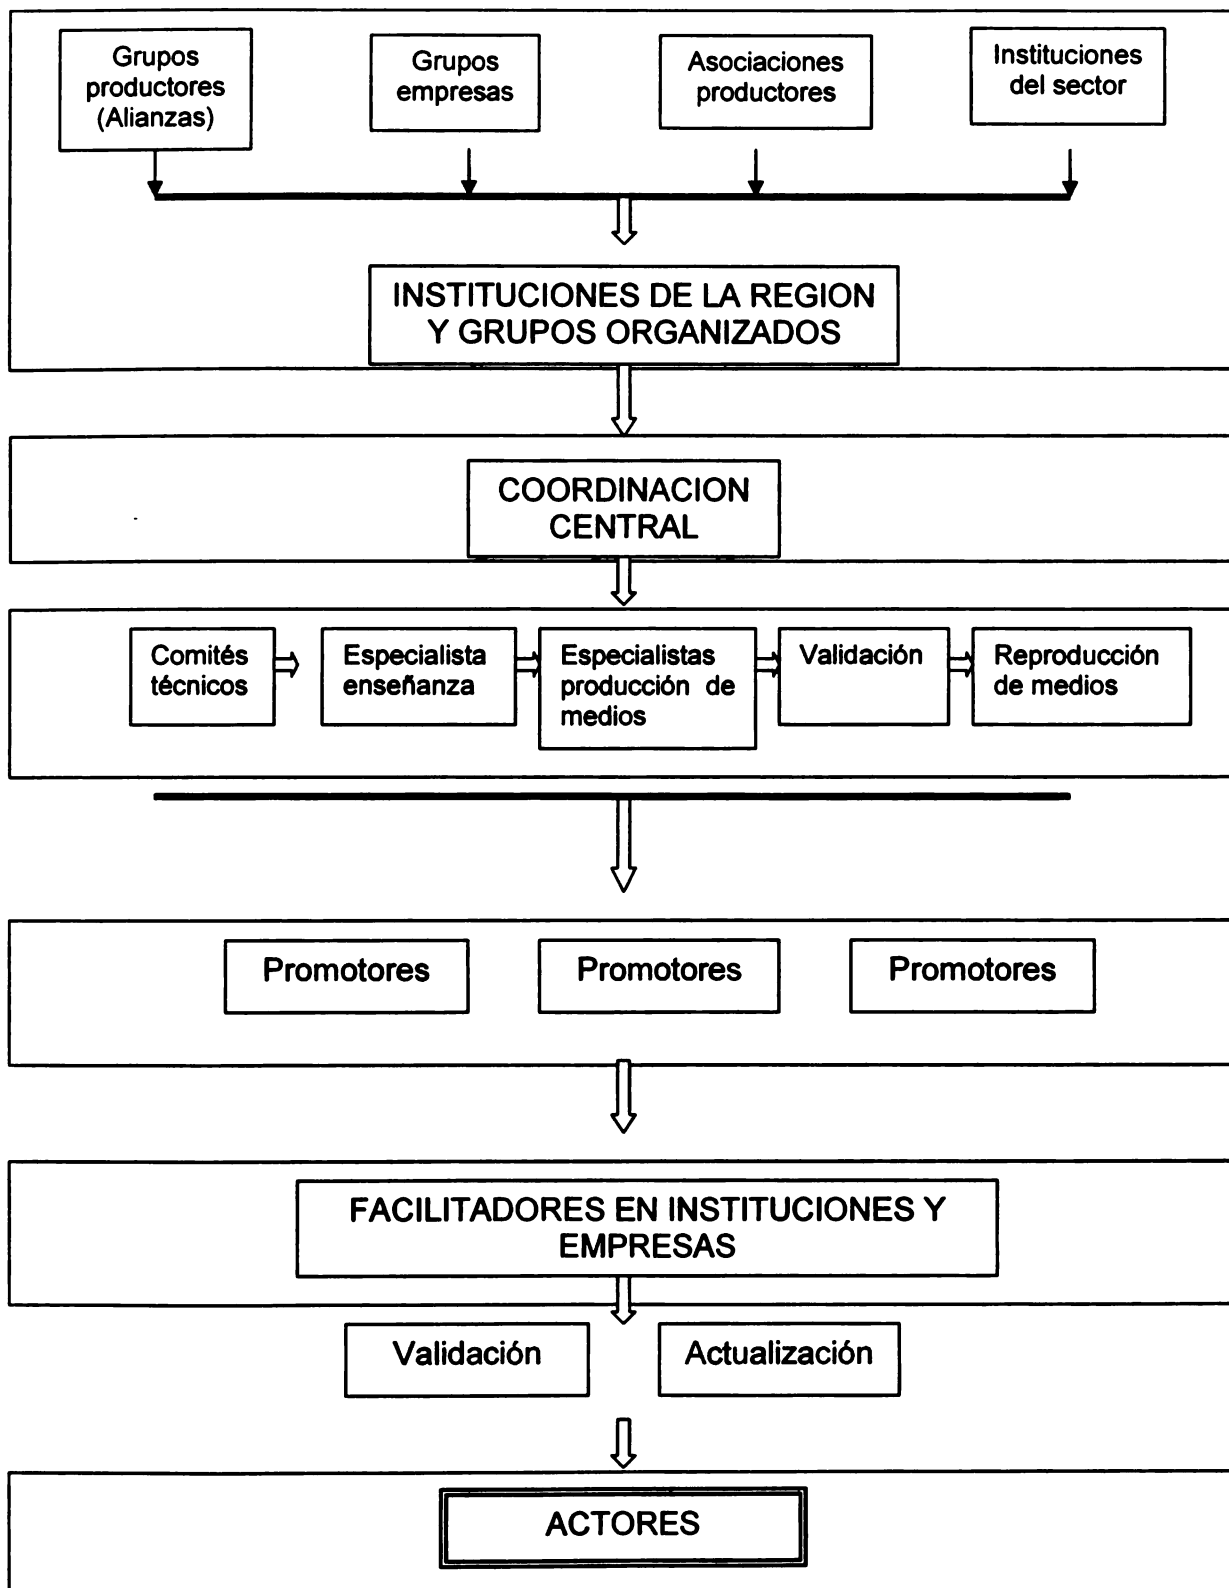 Grupos
productores
(Alianzas)
Grupos
empresas
Asociaciones
productores
Instituciones
del sector
INSTITUCIONES DE LA REGION
Y GRUPOS ORGANIZADOS
COORDINACION
CENTRAL
Comités
técnicos
Especialista
enseñanza
Especialistas
producción de
medios
Validación
Reproducción
de medios
Promotores
Promotores
Promotores
FACILITADORES EN INSTITUCIONES Y
EMPRESAS
Validación
Actualización
ACTORES